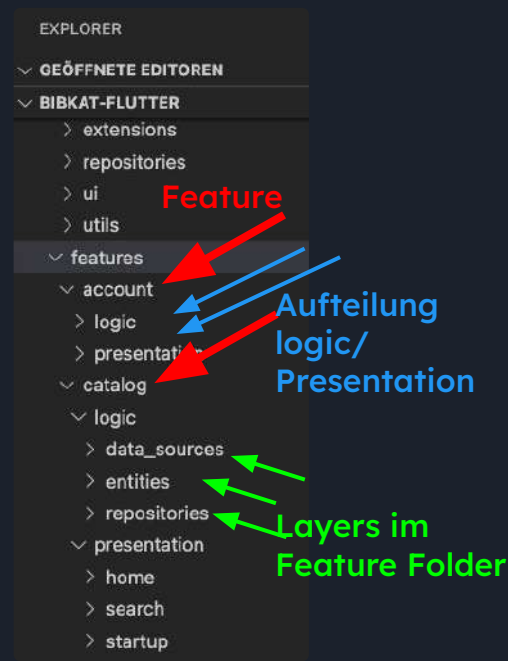 EXPLORER
GEÖFFNETE EDITOREN
BIBKAT-FLUTTER
extensions
repositories
ui
utils
Feature
features
account
logic
presentation
catalog
Aufteilung
logic/
Presentation
logic
data_sources
entities
repositories
Layers im
Feature Folder
presentation
home
search
startup